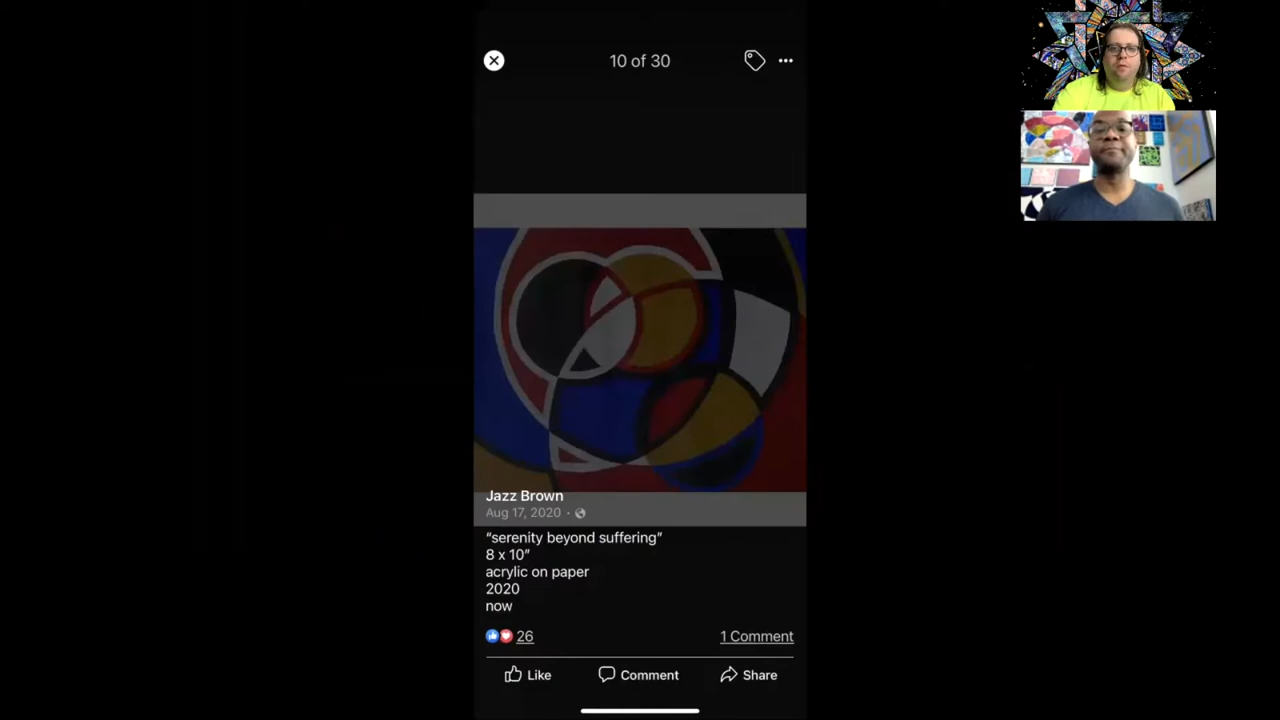 10 of 30
Jazz Brown
Aug 17, 2020 ·
"serenity beyond suffering"
8 x 10"
acrylic on paper
2020
now
26
1 Comment
Like
Comment
Share